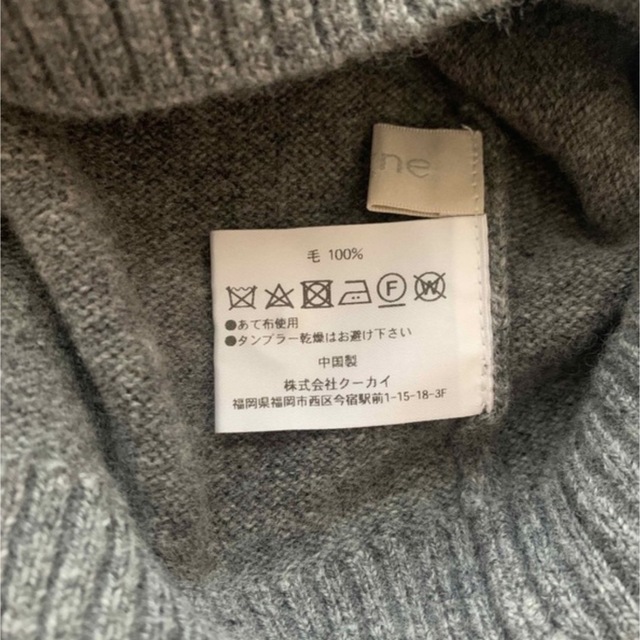 ne
毛 100%
F W
●あて布使用
●タンブラー乾燥はお避け下さい
中国製
株式会社クーカイ
福岡県福岡市西区今宿駅前1-15-18-3F